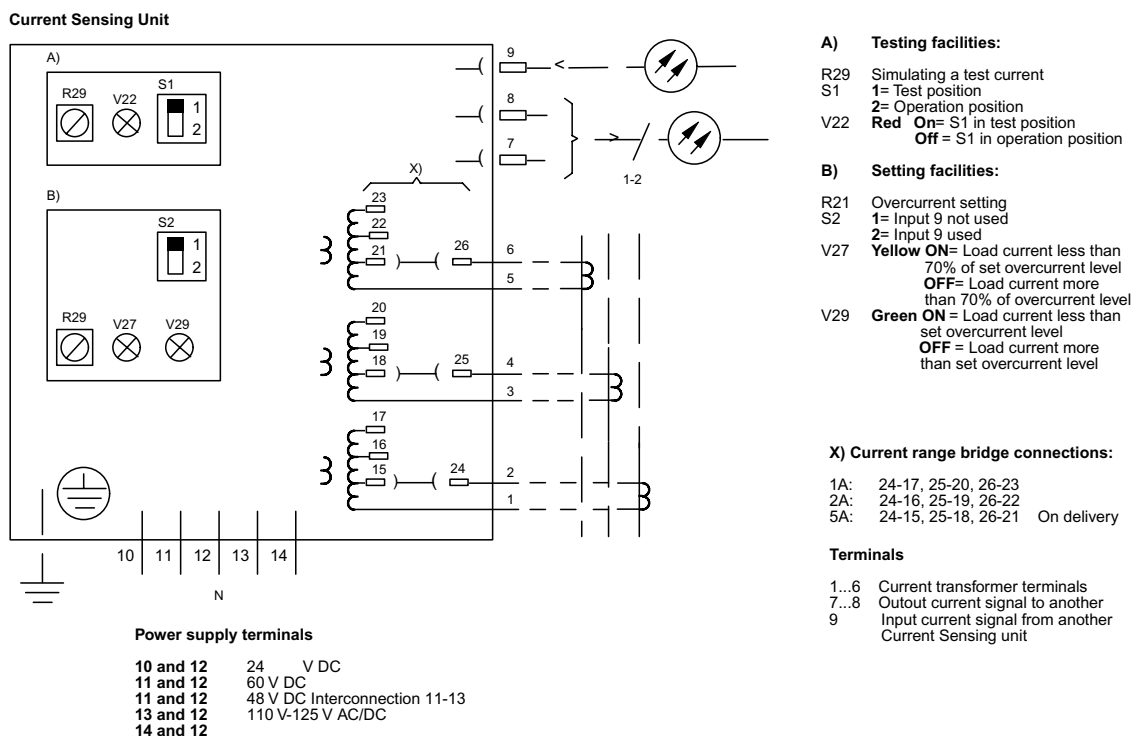 Current Sensing Unit
A)
R29
V22
S1
1
2
B)
S2
1
2
R29
V27
V29
X)
23
22
21
26
20
19
18
25
17
16
15
24
9
8
7
1-2
6
5
4
3
2
1
10 11 12 13 14
N
Power supply terminals
10 and 12 24 V DC
11 and 12 60 V DC
11 and 12 48 V DC Interconnection 11-13
13 and 12 110 V-125 V AC/DC
14 and 12
A) Testing facilities:
R29 Simulating a test current
S1 1= Test position
2= Operation position
V22 Red On= S1 in test position
Off = S1 in operation position
B) Setting facilities:
R21 Overcurrent setting
S2 1= Input 9 not used
2= Input 9 used
V27 Yellow ON= Load current less than
70% of set overcurrent level
OFF= Load current more
than 70% of overcurrent level
V29 Green ON = Load current less than
set overcurrent level
OFF = Load current more
than set overcurrent level
X) Current range bridge connections:
1A: 24-17, 25-20, 26-23
2A: 24-16, 25-19, 26-22
5A: 24-15, 25-18, 26-21 On delivery
Terminals
1...6 Current transformer terminals
7...8 Outout current signal to another
9 Input current signal from another
Current Sensing unit